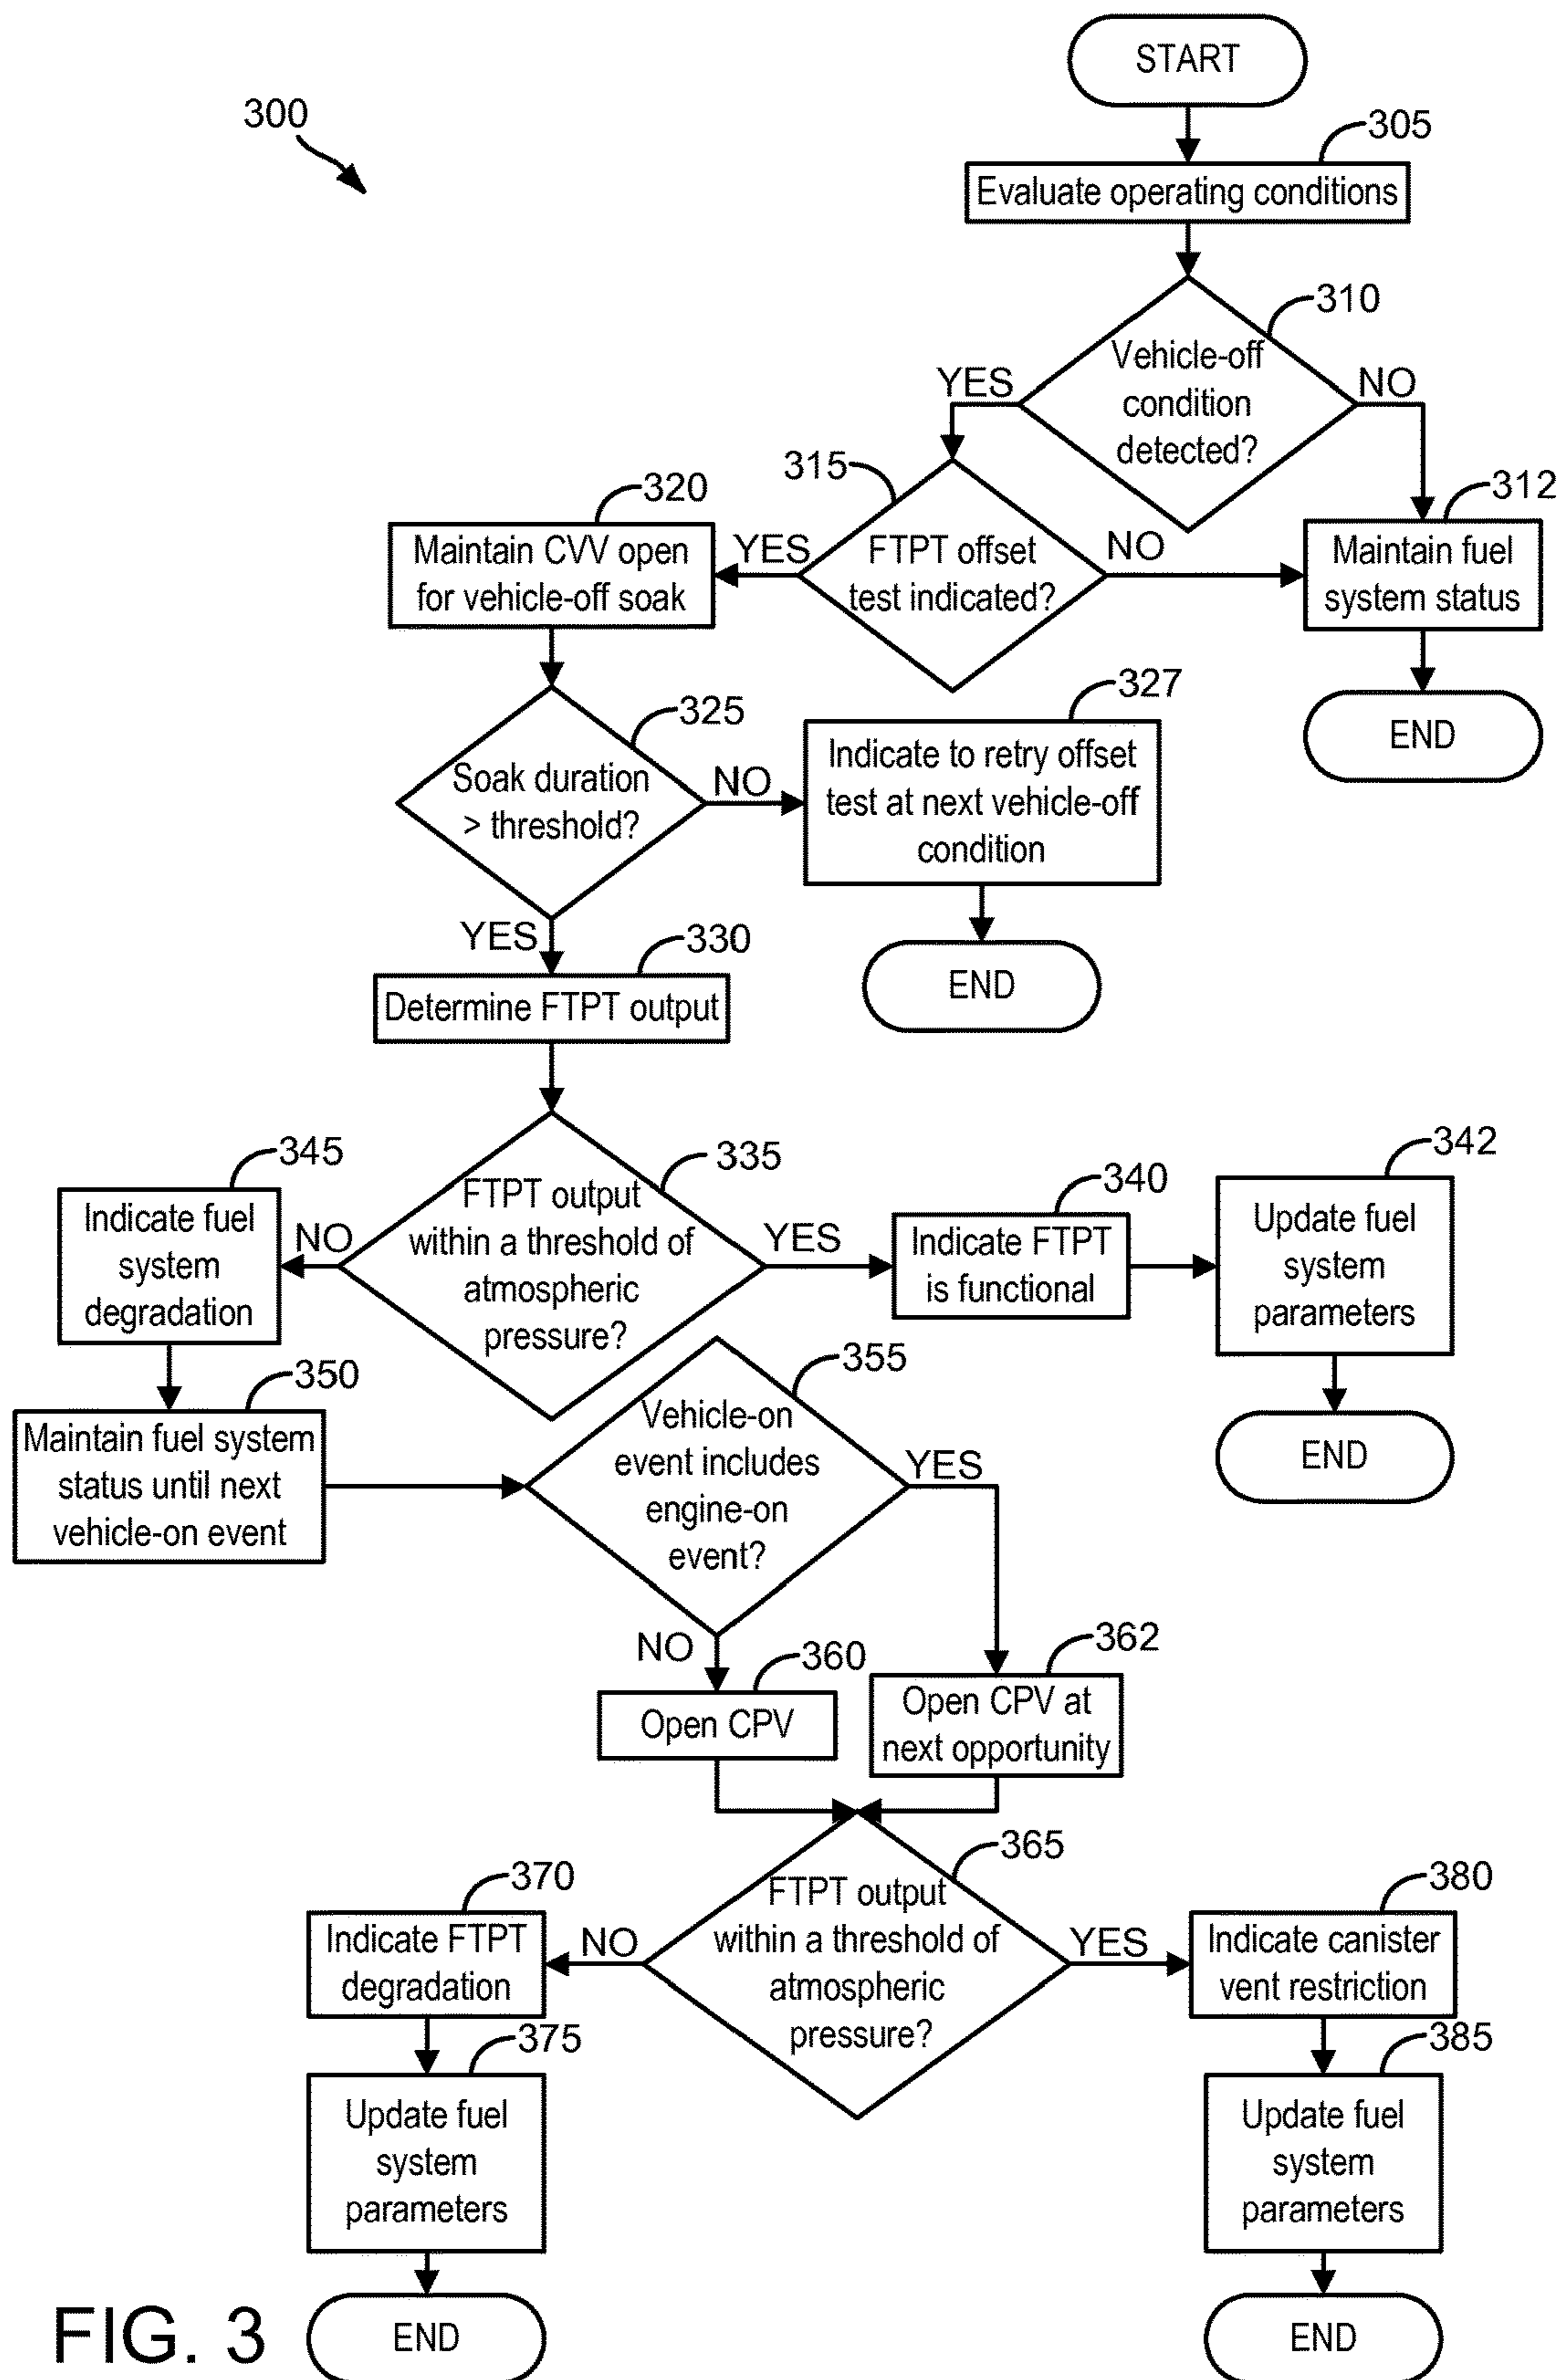 START
300
305
Evaluate operating conditions
310
Vehicle-off
condition
detected?
YES
NO
315
FTPT offset
test indicated?
YES
NO
312
Maintain fuel
system status
END
320
Maintain CVV open
for vehicle-off soak
325
Soak duration
> threshold?
NO
YES
327
Indicate to retry offset
test at next vehicle-off
condition
END
330
Determine FTPT output
335
FTPT output
within a threshold of
atmospheric
pressure?
NO
YES
340
Indicate FTPT
is functional
342
Update fuel
system
parameters
END
345
Indicate fuel
system
degradation
350
Maintain fuel system
status until next
vehicle-on event
355
Vehicle-on
event includes
engine-on
event?
YES
NO
360
Open CPV
362
Open CPV at
next opportunity
365
FTPT output
within a threshold of
atmospheric
pressure?
NO
YES
370
Indicate FTPT
degradation
375
Update fuel
system
parameters
END
380
Indicate canister
vent restriction
385
Update fuel
system
parameters
END
FIG. 3